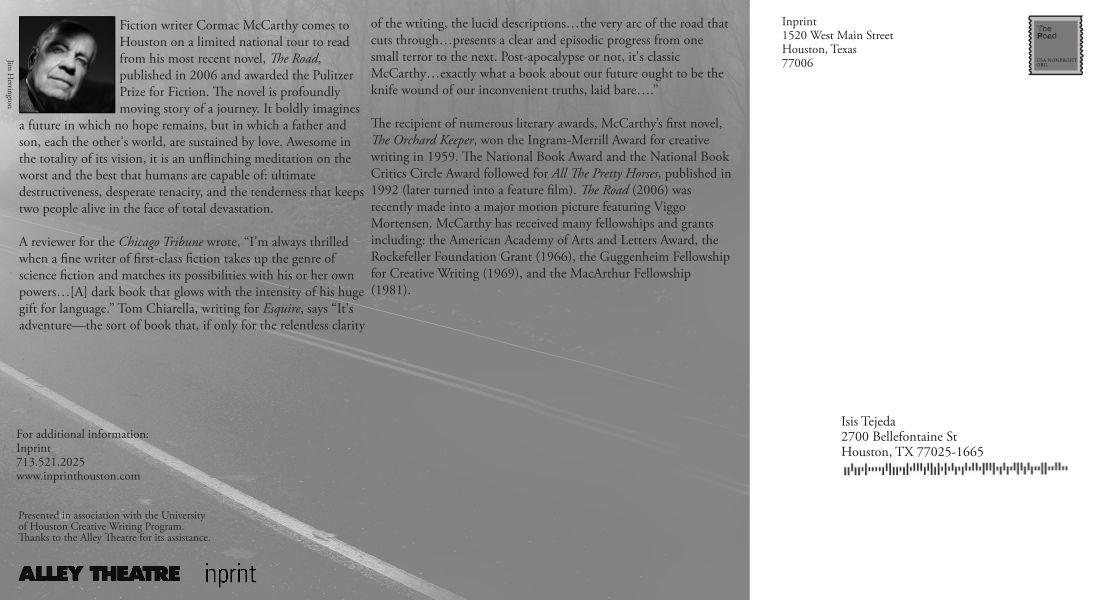 Jim Herrington
Fiction writer Cormac McCarthy comes to
Houston on a limited national tour to read
from his most recent novel, The Road,
published in 2006 and awarded the Pulitzer
Prize for Fiction. The novel is profoundly
moving story of a journey. It boldly imagines
a future in which no hope remains, but in which a father and
son, each the other's world, are sustained by love. Awesome in
the totality of its vision, it is an unflinching meditation on the
worst and the best that humans are capable of: ultimate
destructiveness, desperate tenacity, and the tenderness that keeps
two people alive in the face of total devastation.
A reviewer for the Chicago Tribune wrote, “I'm always thrilled
when a fine writer of first-class fiction takes up the genre of
science fiction and matches its possibilities with his or her own
powers…[A] dark book that glows with the intensity of his huge
gift for language.” Tom Chiarella, writing for Esquire, says “It's
adventure—the sort of book that, if only for the relentless clarity
of the writing, the lucid descriptions…the very arc of the road that
cuts through…presents a clear and episodic progress from one
small terror to the next. Post-apocalypse or not, it's classic
McCarthy…exactly what a book about our future ought to be the
knife wound of our inconvenient truths, laid bare….”
The recipient of numerous literary awards, McCarthy's first novel,
The Orchard Keeper, won the Ingram-Merrill Award for creative
writing in 1959. The National Book Award and the National Book
Critics Circle Award followed for All The Pretty Horses, published in
1992 (later turned into a feature film). The Road (2006) was
recently made into a major motion picture featuring Viggo
Mortensen. McCarthy has received many fellowships and grants
including: the American Academy of Arts and Letters Award, the
Rockefeller Foundation Grant (1966), the Guggenheim Fellowship
for Creative Writing (1969), and the MacArthur Fellowship
(1981).
For additional information:
Inprint
713.521.2025
www.inprinthouston.com
Presented in association with the University
of Houston Creative Writing Program.
Thanks to the Alley Theatre for its assistance.
ALLEY THEATRE
inprint
Inprint
1520 West Main Street
Houston, Texas
77006
The
Road
USA NONPROFIT
ORG.
Isis Tejeda
2700 Bellefontaine St
Houston, TX 77025-1665